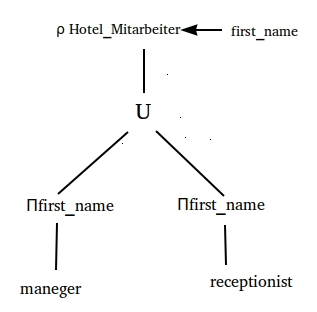 ρ Hotel_Mitarbeiter first_name
U
Πfirst_name Πfirst_name
maneger receptionist